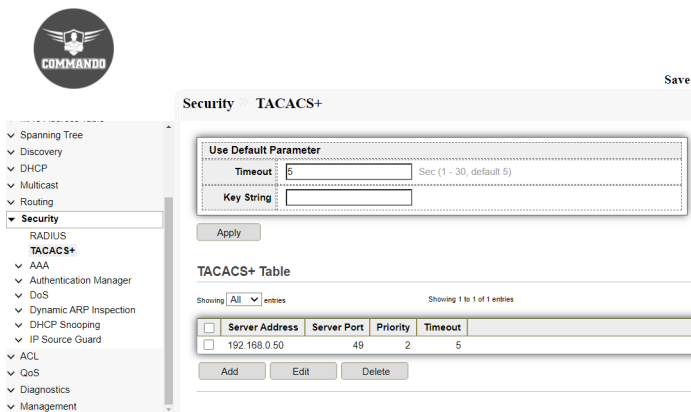 COMMANDO
Save
Security » TACACS+
MAC Address Table
Spanning Tree
Discovery
DHCP
Multicast
Routing
Security
RADIUS
TACACS+
AAA
Authentication Manager
DoS
Dynamic ARP Inspection
DHCP Snooping
IP Source Guard
ACL
QoS
Diagnostics
Management
Use Default Parameter
Timeout 5 Sec (1 - 30, default 5)
Key String
Apply
TACACS+ Table
Showing All entries Showing 1 to 1 of 1 entries
Server Address Server Port Priority Timeout
192.168.0.50 49 2 5
Add Edit Delete